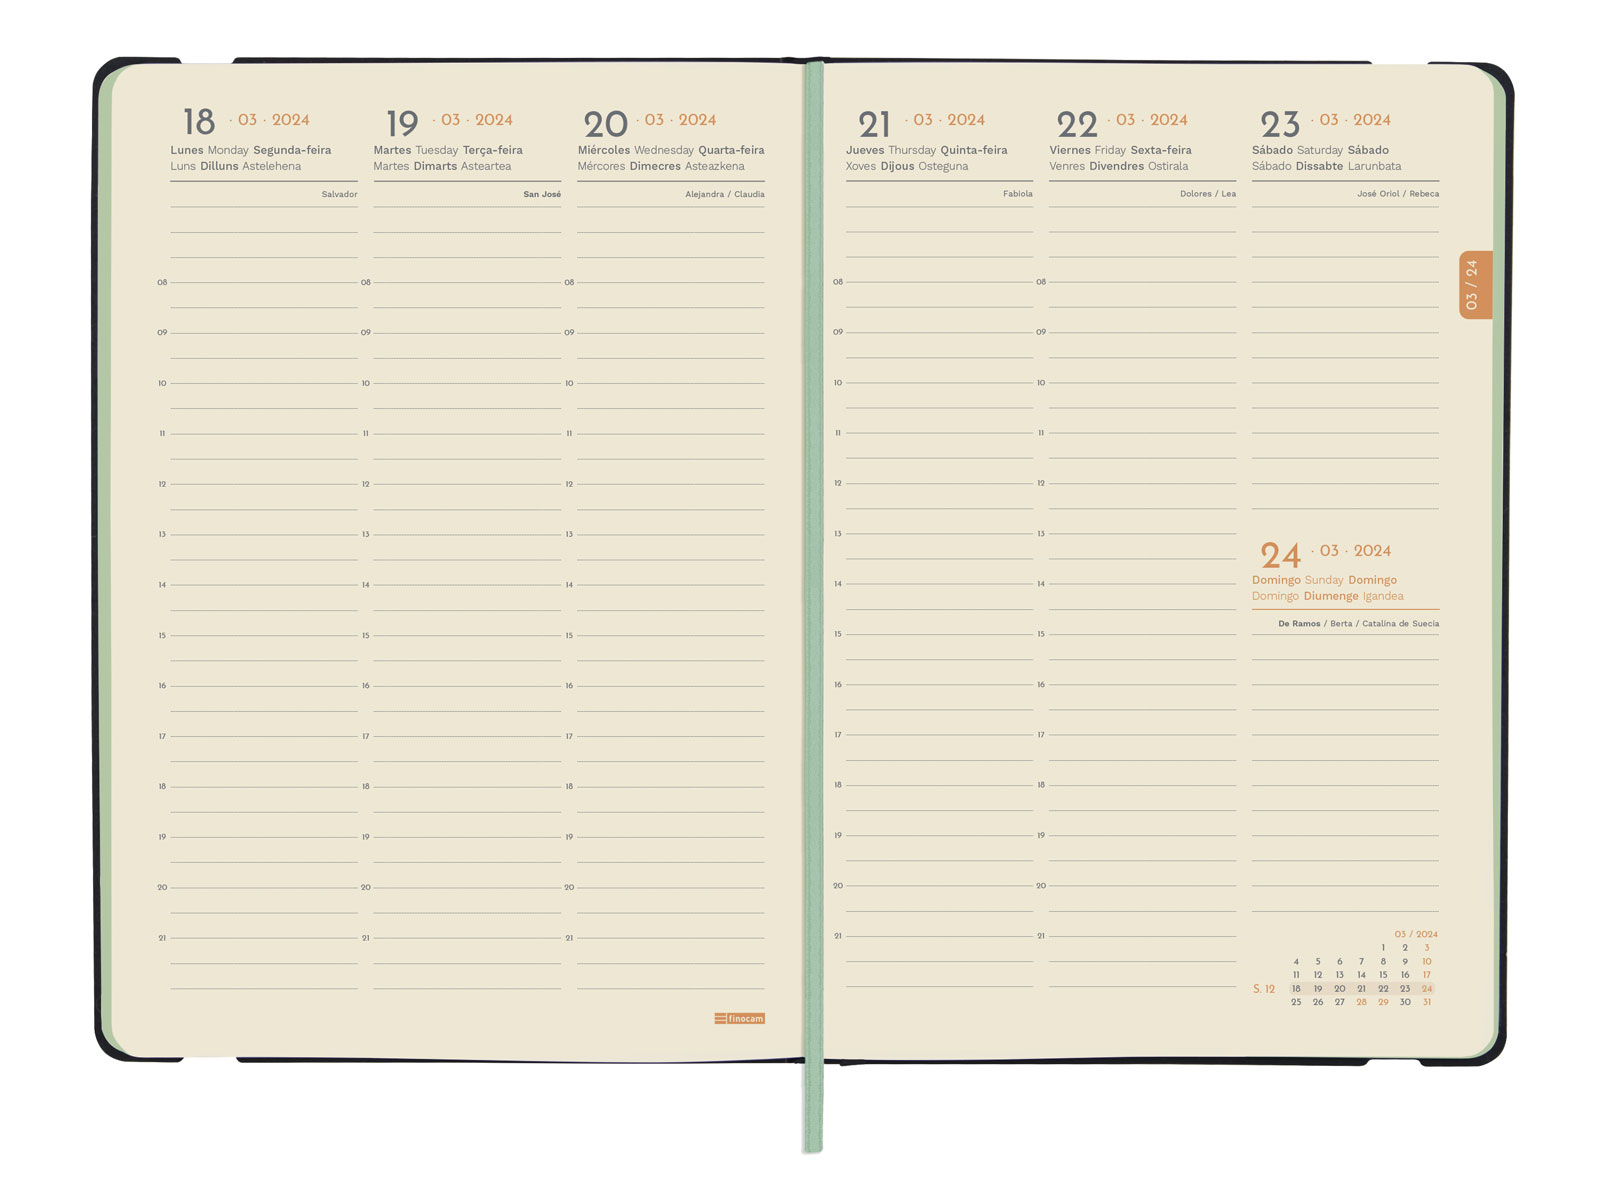 18 · 03 · 2024
Lunes Monday Segunda-feira
Luns Dilluns Astelehena
Salvador
08
09
10
11
12
13
14
15
16
17
18
19
20
21
19 · 03 · 2024
Martes Tuesday Terça-feira
Martes Dimarts Asteartea
San José
08
09
10
11
12
13
14
15
16
17
18
19
20
21
20 · 03 · 2024
Miércoles Wednesday Quarta-feira
Mércores Dimecres Asteazkena
Alejandra / Claudia
08
09
10
11
12
13
14
15
16
17
18
19
20
21
finocam
21 · 03 · 2024
Jueves Thursday Quinta-feira
Xoves Dijous Osteguna
Fabiola
08
09
10
11
12
13
14
15
16
17
18
19
20
21
22 · 03 · 2024
Viernes Friday Sexta-feira
Venres Divendres Ostirala
Dolores / Lea
08
09
10
11
12
13
14
15
16
17
18
19
20
21
23 · 03 · 2024
Sábado Saturday Sábado
Sábado Dissabte Larunbata
José Oriol / Rebeca
24 · 03 · 2024
Domingo Sunday Domingo
Domingo Diumenge Igandea
De Ramos / Berta / Catalina de Suecia
03 / 2024
1 2 3
4 5 6 7 8 9 10
11 12 13 14 15 16 17
S. 12 18 19 20 21 22 23 24
25 26 27 28 29 30 31
03 / 24